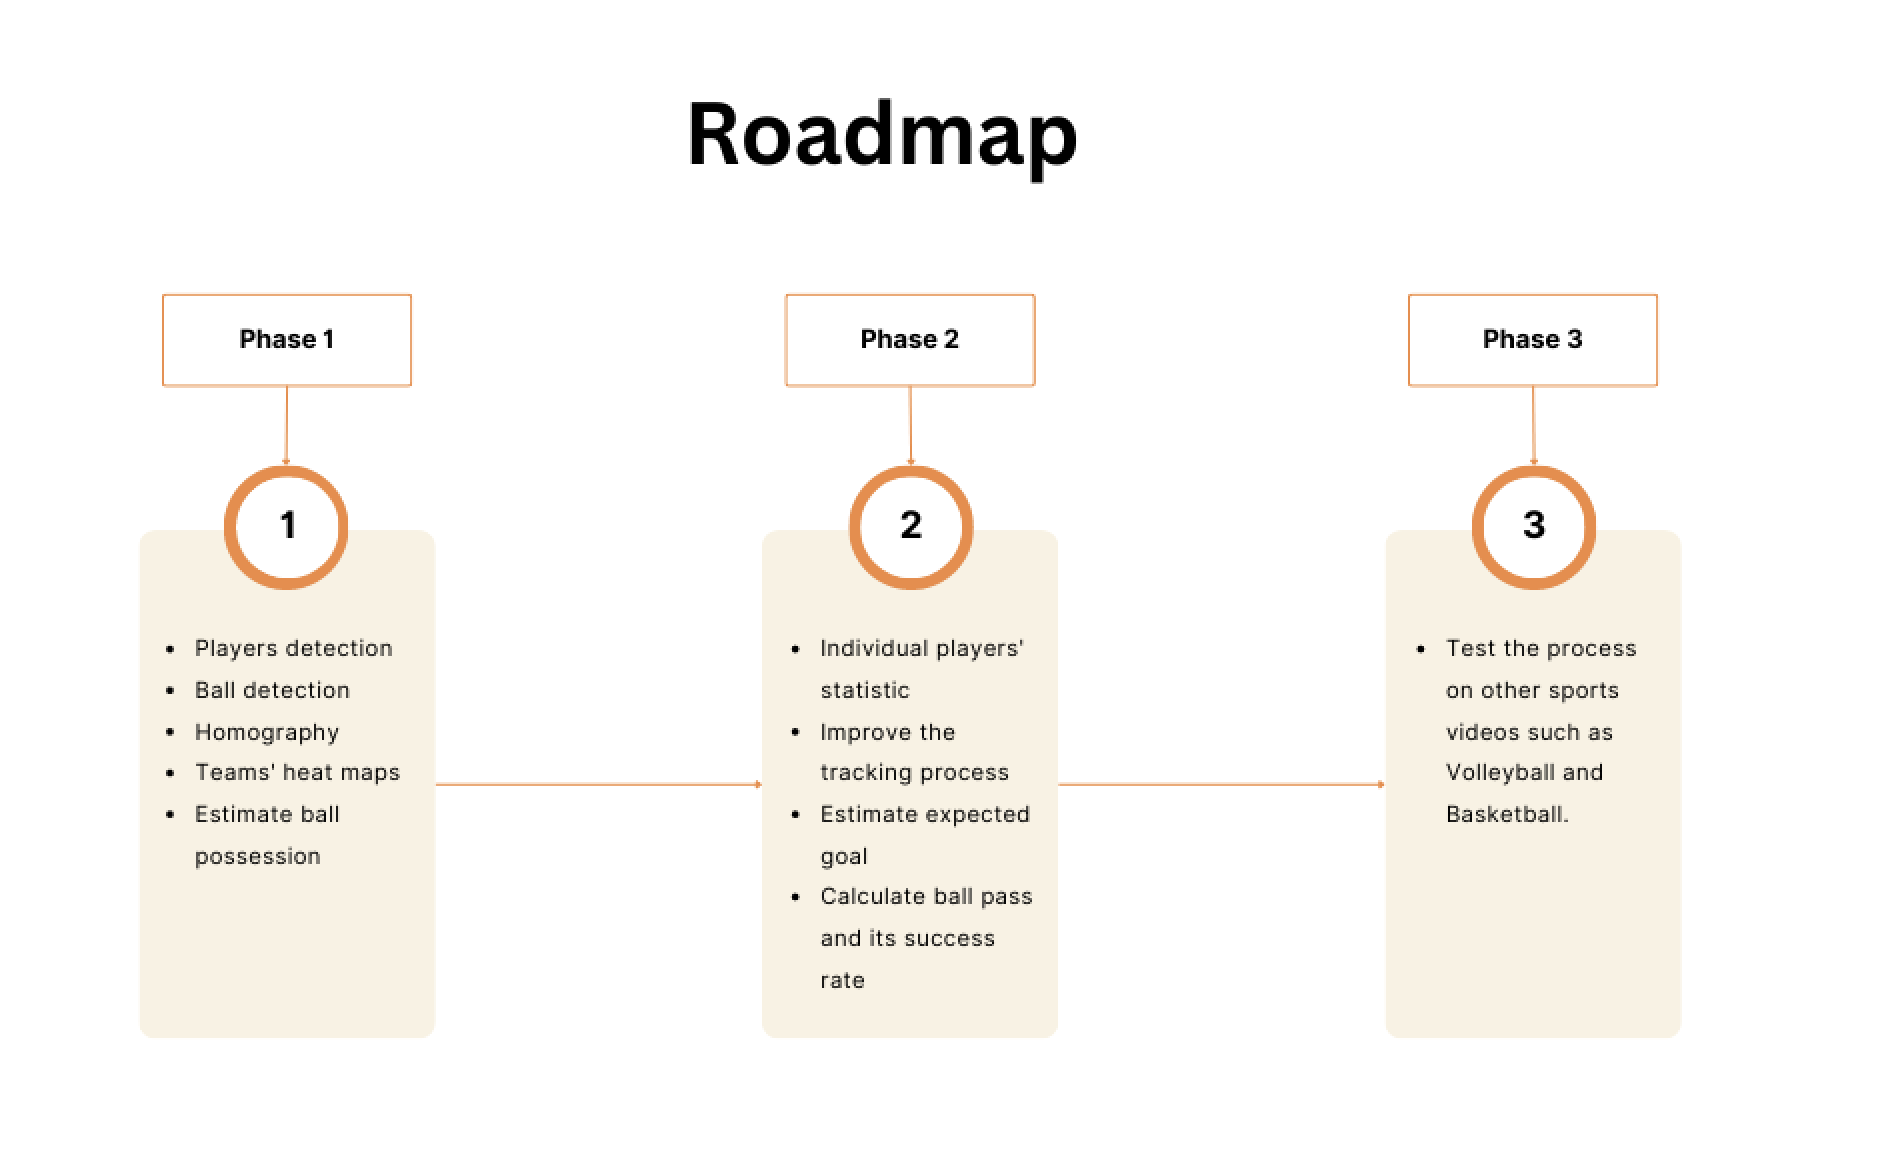 Roadmap
Phase 1
1
• Players detection
• Ball detection
• Homography
• Teams' heat maps
• Estimate ball
possession
Phase 2
2
• Individual players'
statistic
• Improve the
tracking process
• Estimate expected
goal
• Calculate ball pass
and its success
rate
Phase 3
3
• Test the process
on other sports
videos such as
Volleyball and
Basketball.